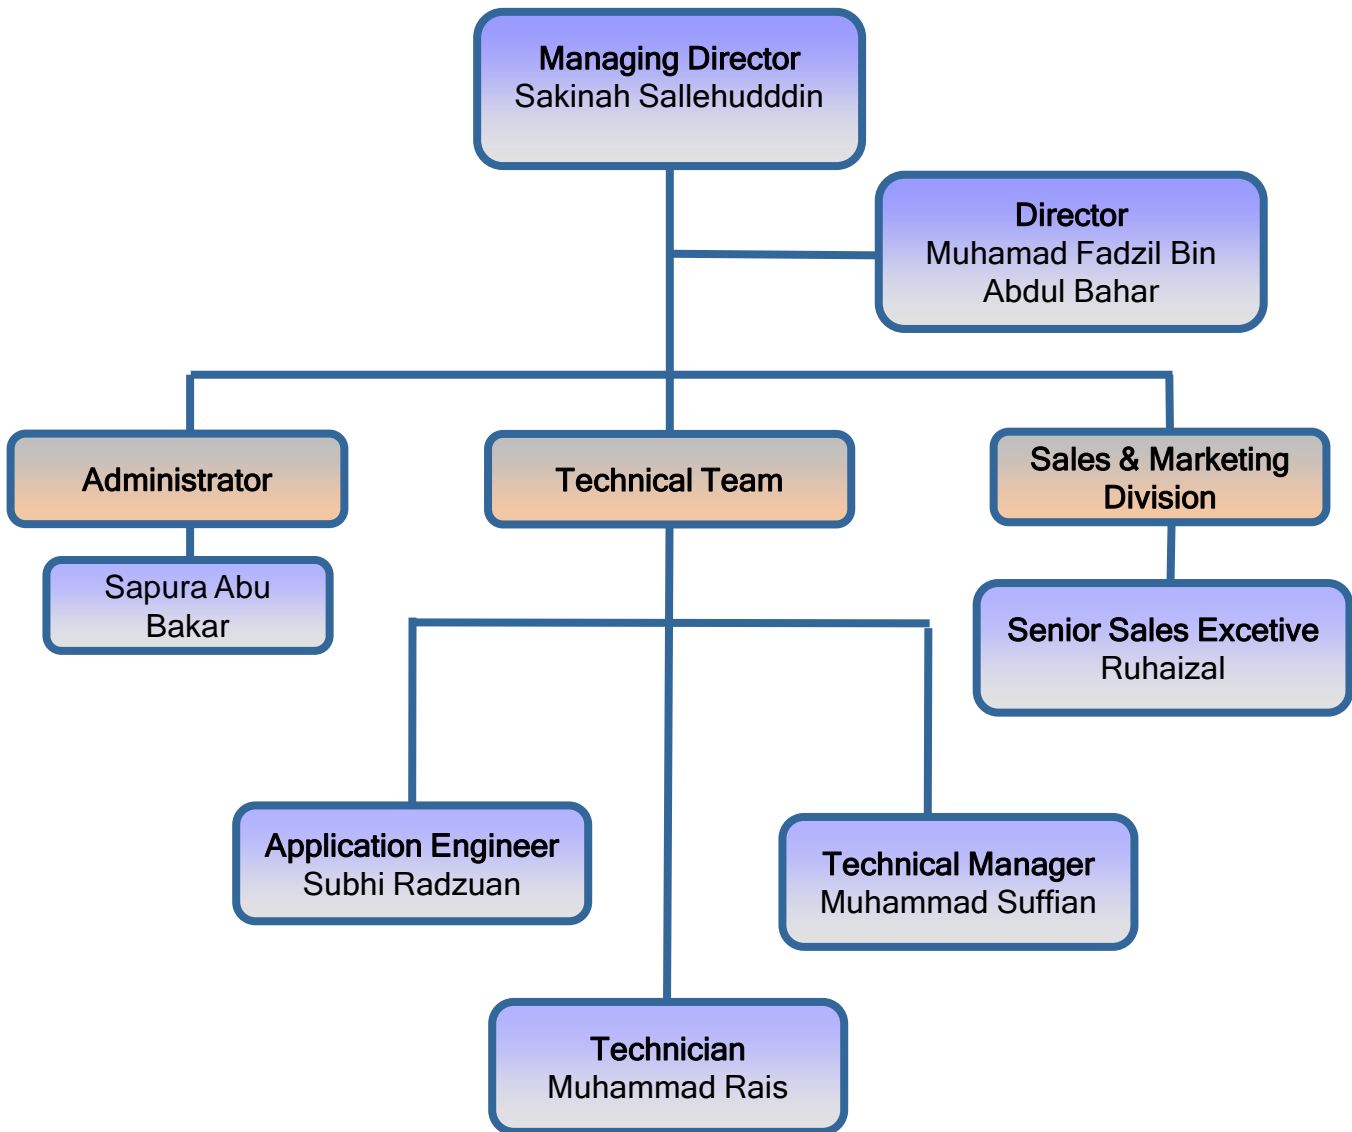 Managing Director
Sakinah Sallehudddin
Director
Muhamad Fadzil Bin
Abdul Bahar
Administrator
Technical Team
Sales & Marketing
Division
Sapura Abu
Bakar
Senior Sales Excetive
Ruhaizal
Application Engineer
Subhi Radzuan
Technical Manager
Muhammad Suffian
Technician
Muhammad Rais